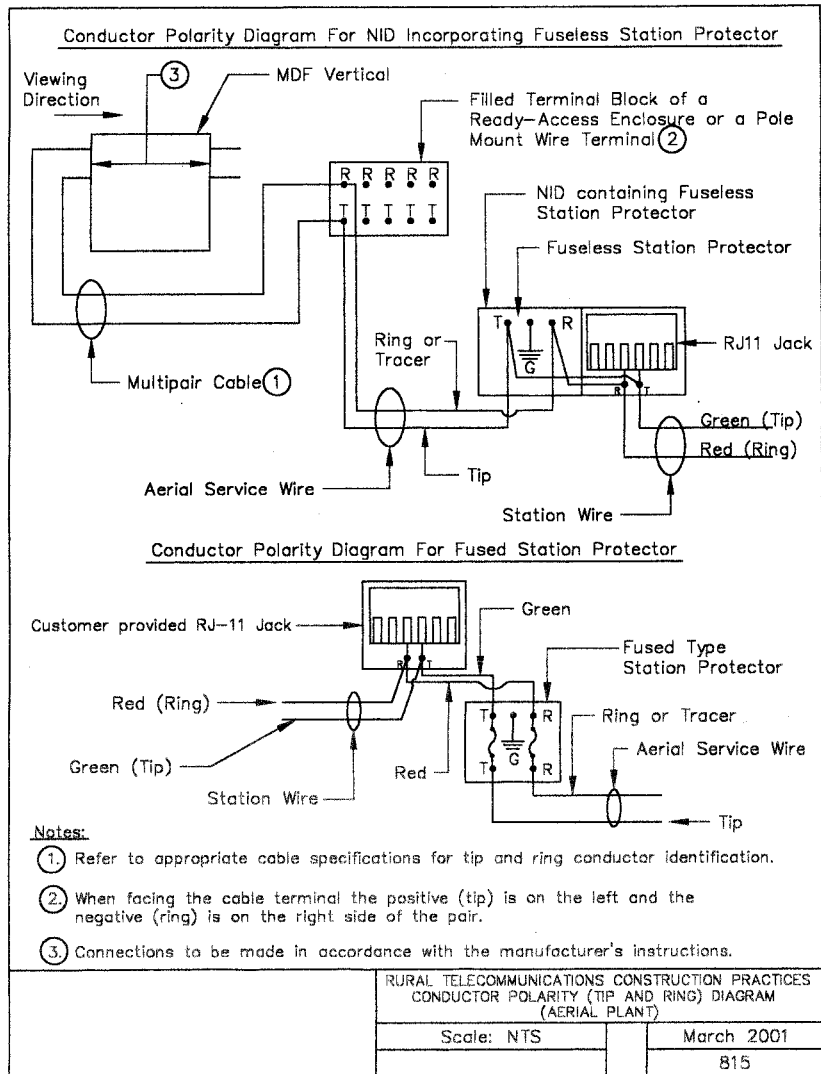 Conductor Polarity Diagram For NID Incorporating Fuseless Station Protector
Viewing
Direction
3
MDF Vertical
Filled Terminal Block of a
Ready-Access Enclosure or a Pole
Mount Wire Terminal 2
R R R R R
T T T T T
NID containing Fuseless
Station Protector
Fuseless Station Protector
T R
G
RJ11 Jack
R T
Ring or
Tracer
Multipair Cable 1
Green (Tip)
Red (Ring)
Aerial Service Wire
Tip
Station Wire
Conductor Polarity Diagram For Fused Station Protector
Customer provided RJ-11 Jack
R T
Green
Fused Type
Station Protector
Red (Ring)
T R
G
T R
Ring or Tracer
Aerial Service Wire
Green (Tip)
Red
Station Wire
Tip
Notes:
1. Refer to appropriate cable specifications for tip and ring conductor identification.
2. When facing the cable terminal the positive (tip) is on the left and the
negative (ring) is on the right side of the pair.
3. Connections to be made in accordance with the manufacturer's instructions.
RURAL TELECOMMUNICATIONS CONSTRUCTION PRACTICES
CONDUCTOR POLARITY (TIP AND RING) DIAGRAM
(AERIAL PLANT)
Scale: NTS
March 2001
815